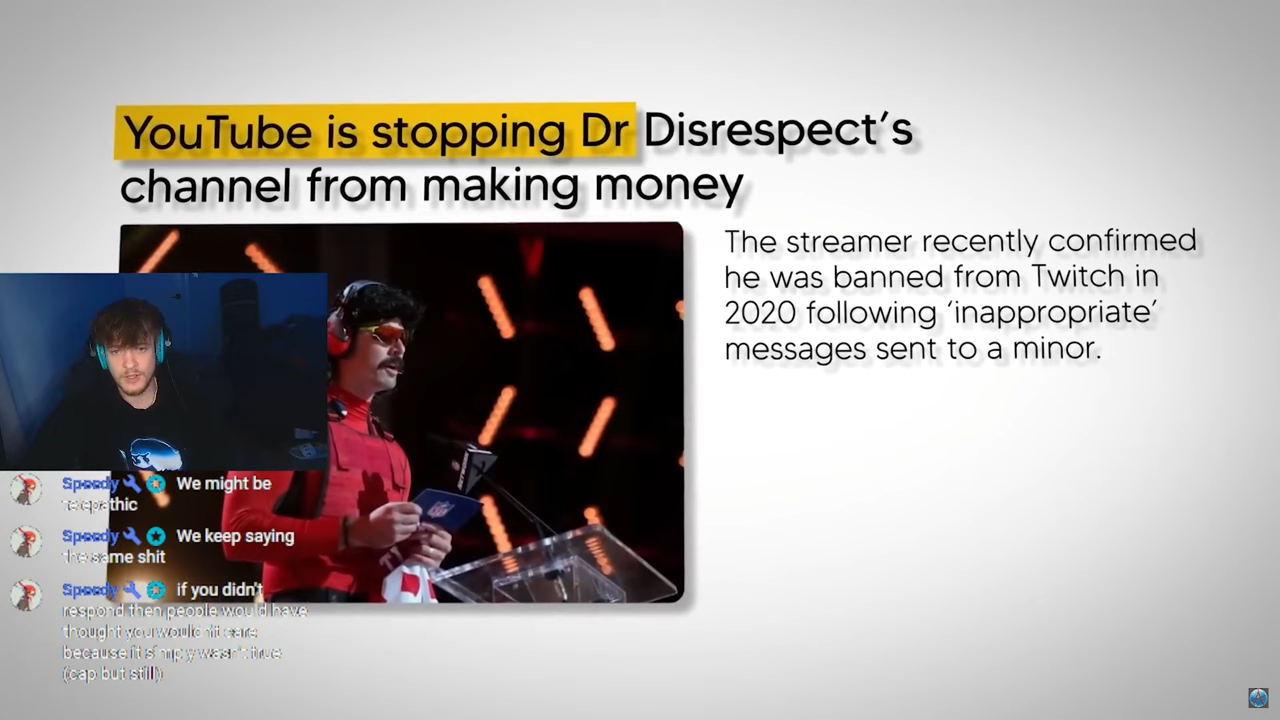 YouTube is stopping Dr Disrespect's
channel from making money
The streamer recently confirmed
he was banned from Twitch in
2020 following 'inappropriate'
messages sent to a minor.
Speedy We might be
telepathic
Speedy We keep saying
the same shit
Speedy if you didn't
respond then people would have
thought you wouldn't care
because it simply wasn't true
(cap but still)